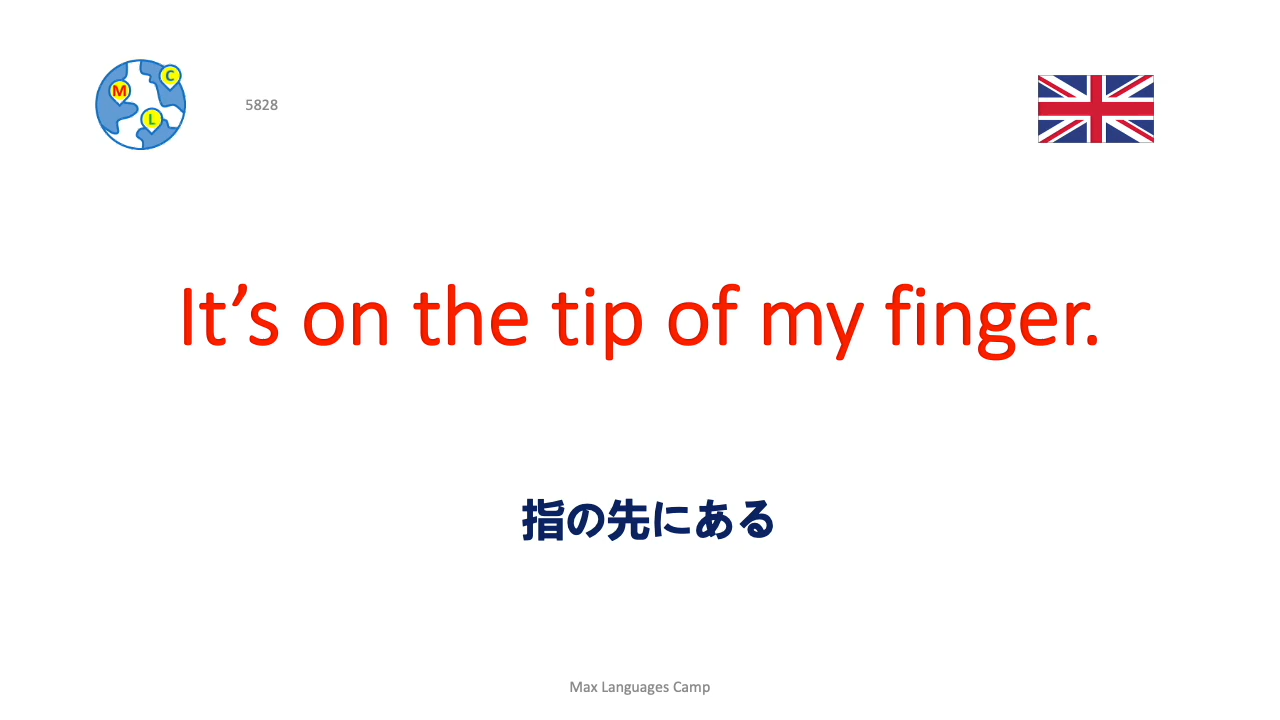 M
C
L
5828
It’s on the tip of my finger.
指の先にある
Max Languages Camp